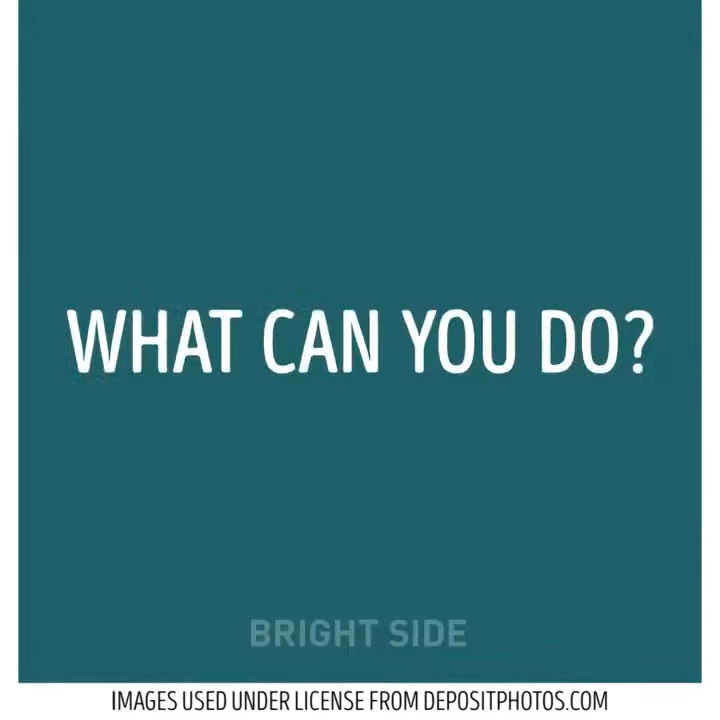 WHAT CAN YOU DO?
BRIGHT SIDE
IMAGES USED UNDER LICENSE FROM DEPOSITPHOTOS.COM